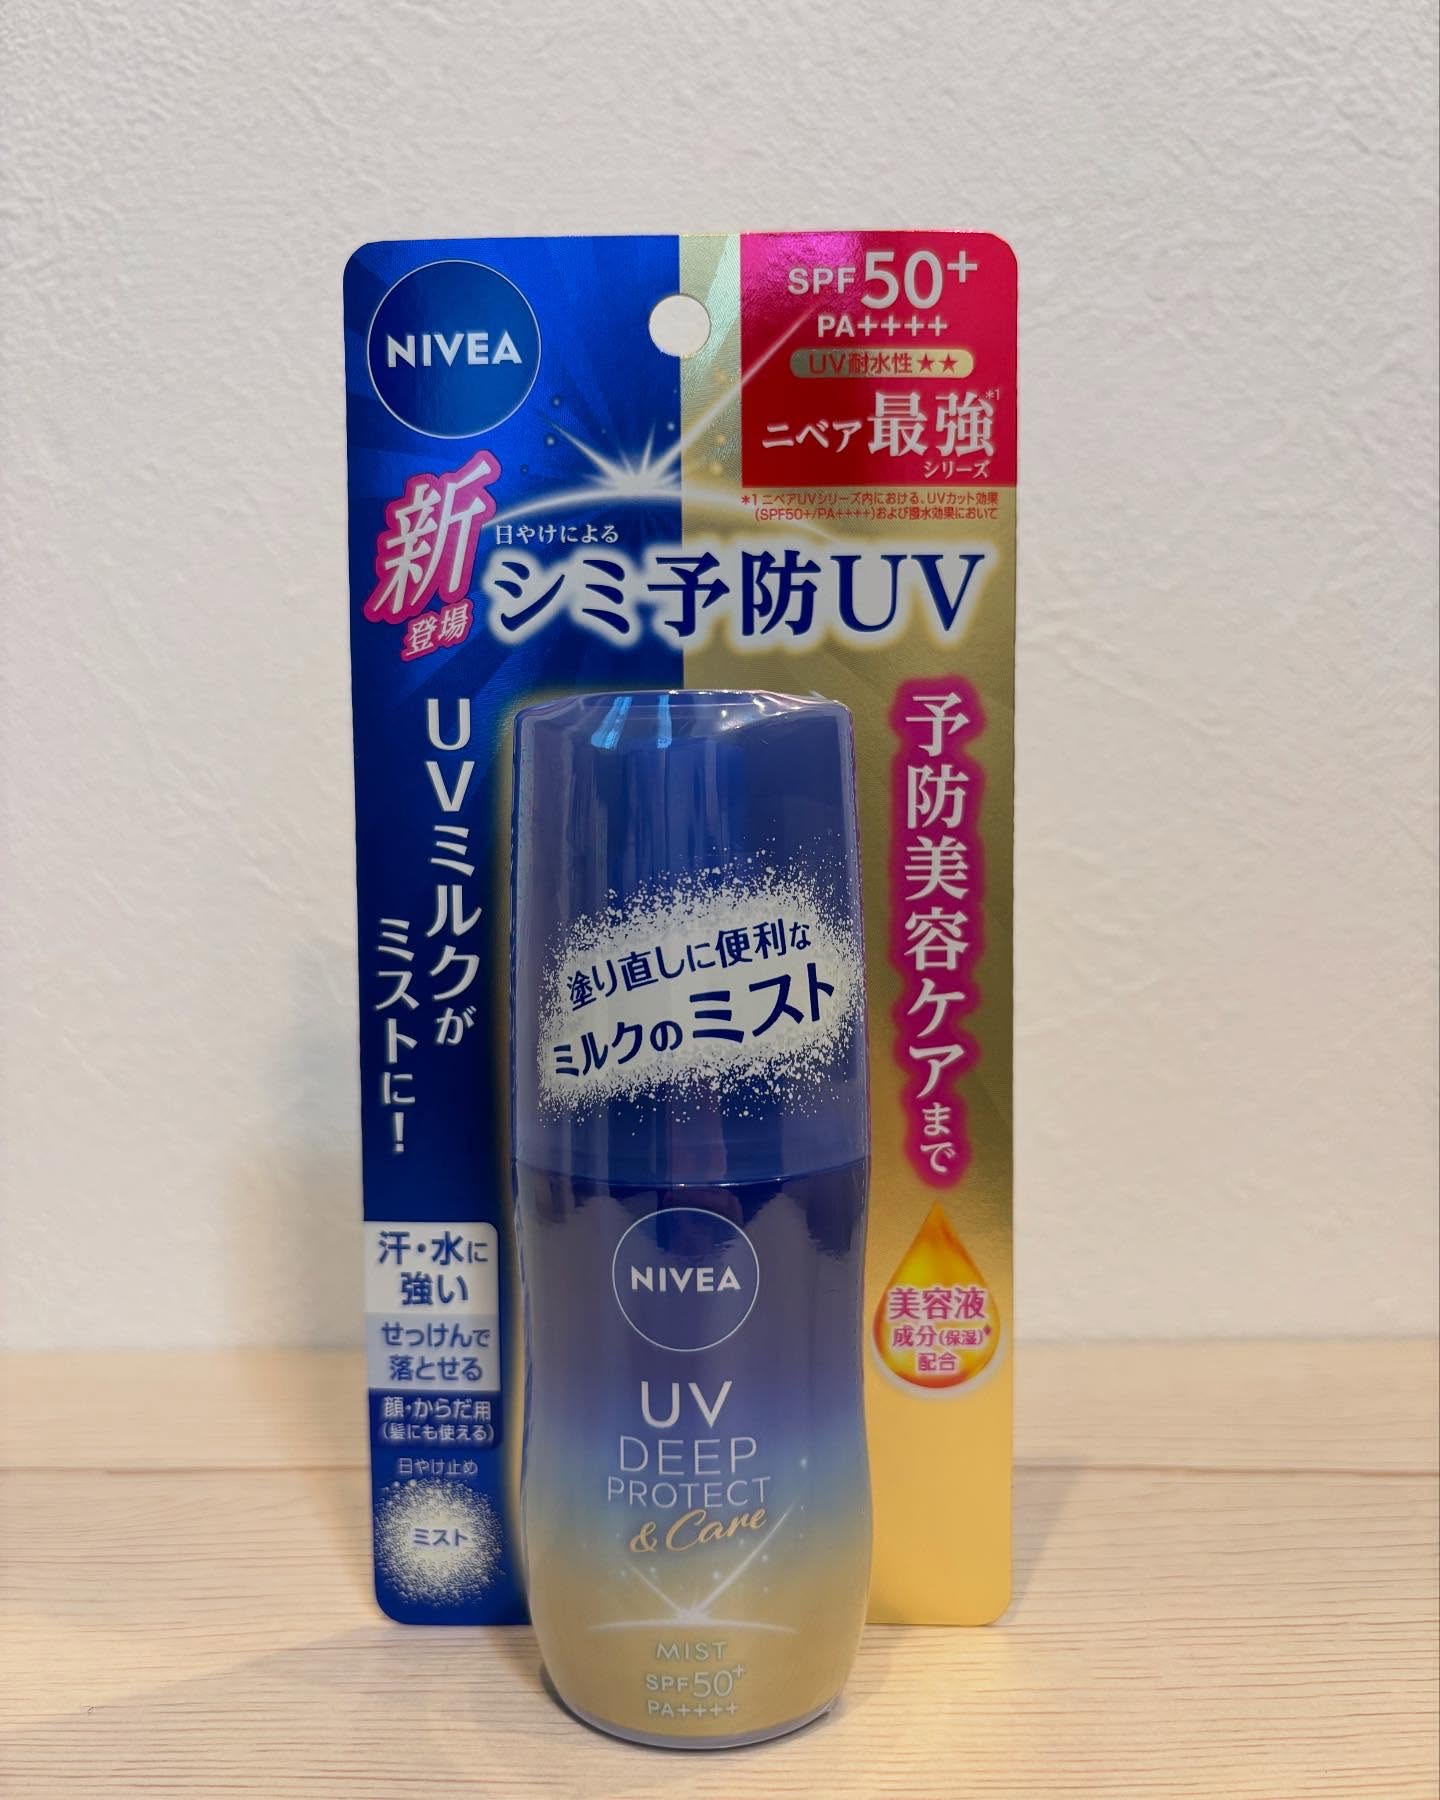 NIVEA
SPF50+
PA++++
UV耐水性★★
ニベア最強*1
シリーズ
*1 ニベアUVシリーズ内における、UVカット効果
(SPF50+/PA++++)および撥水効果において
新
登場
日やけによる
シミ予防UV
UVミルクが
ミストに!
予防美容ケアまで
塗り直しに便利な
ミルクのミスト
汗・水に
強い
せっけんで
落とせる
顔・からだ用
(髪にも使える)
日やけ止め
ミスト
美容液
成分(保湿)♦
配合
NIVEA
UV
DEEP
PROTECT
& Care
MIST
SPF50+
PA++++